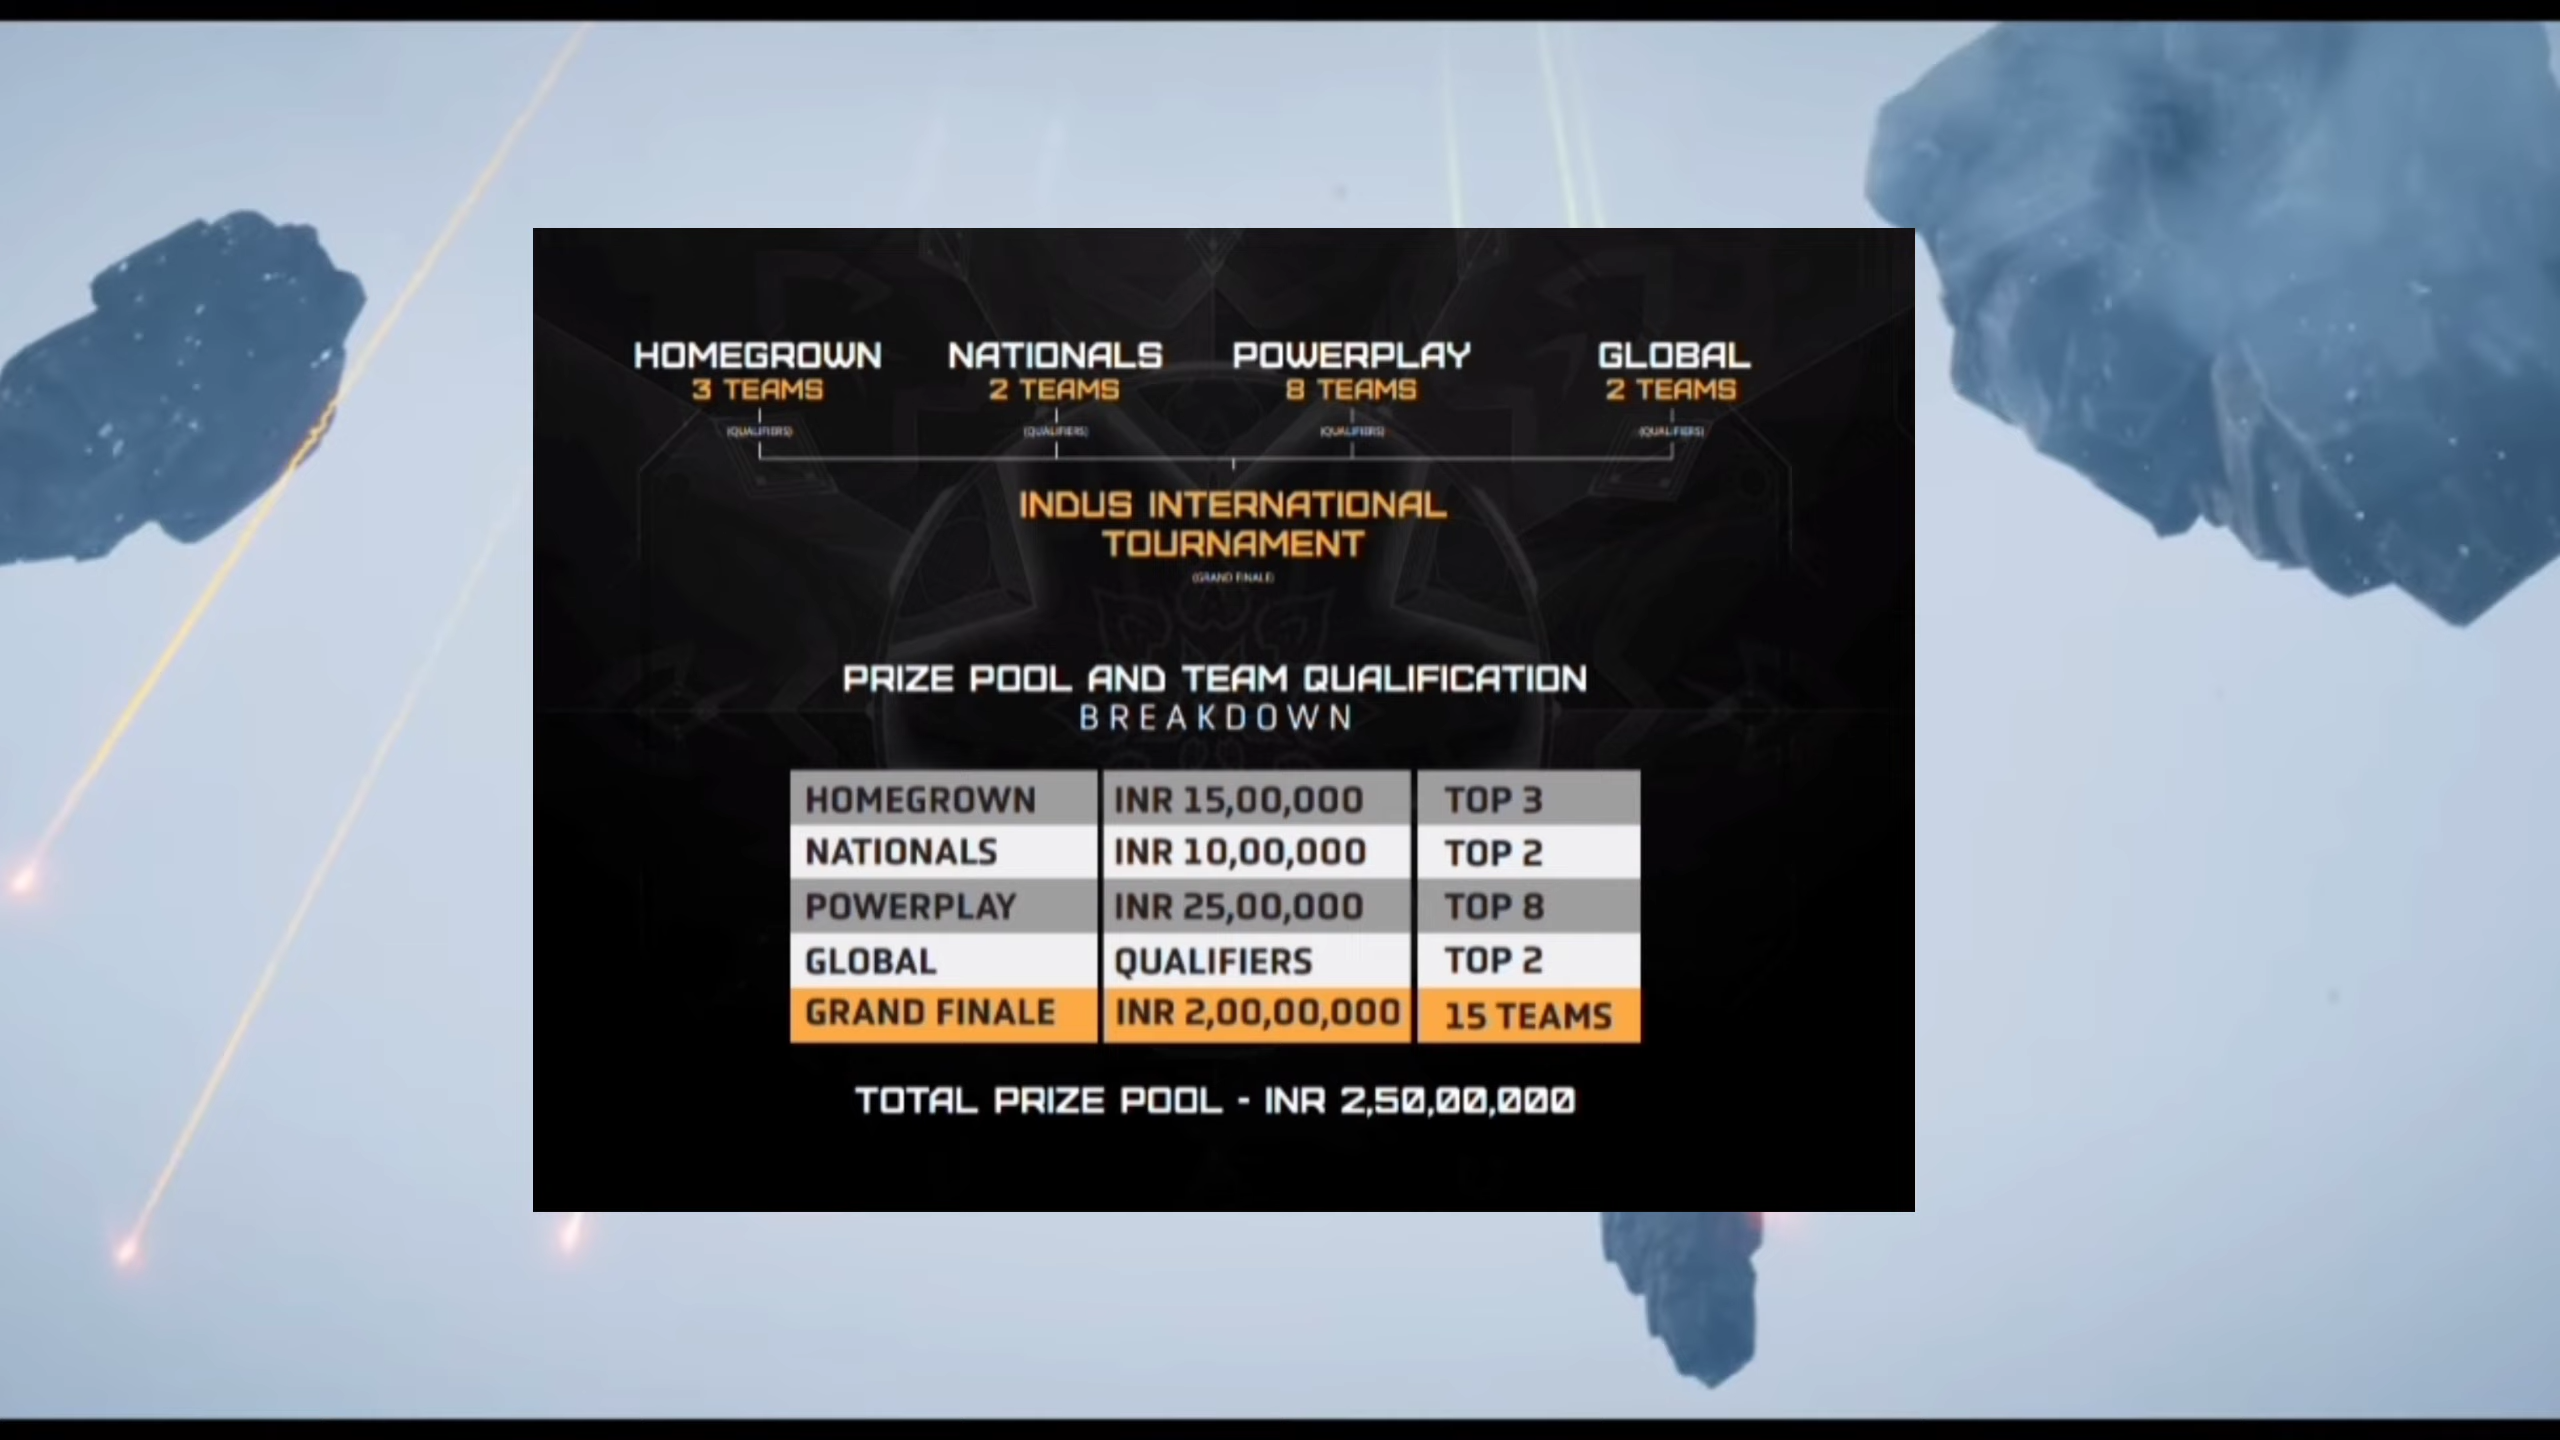 HOMEGROWN NATIONALS POWERPLAY GLOBAL
3 TEAMS 2 TEAMS 8 TEAMS 2 TEAMS
(QUALIFIERS) (QUALIFIERS) (QUALIFIERS) (QUALIFIERS)
INDUS INTERNATIONAL
TOURNAMENT
(GRAND FINALE)
PRIZE POOL AND TEAM QUALIFICATION
BREAKDOWN
HOMEGROWN INR 15,00,000 TOP 3
NATIONALS INR 10,00,000 TOP 2
POWERPLAY INR 25,00,000 TOP 8
GLOBAL QUALIFIERS TOP 2
GRAND FINALE INR 2,00,00,000 15 TEAMS
TOTAL PRIZE POOL - INR 2,50,00,000